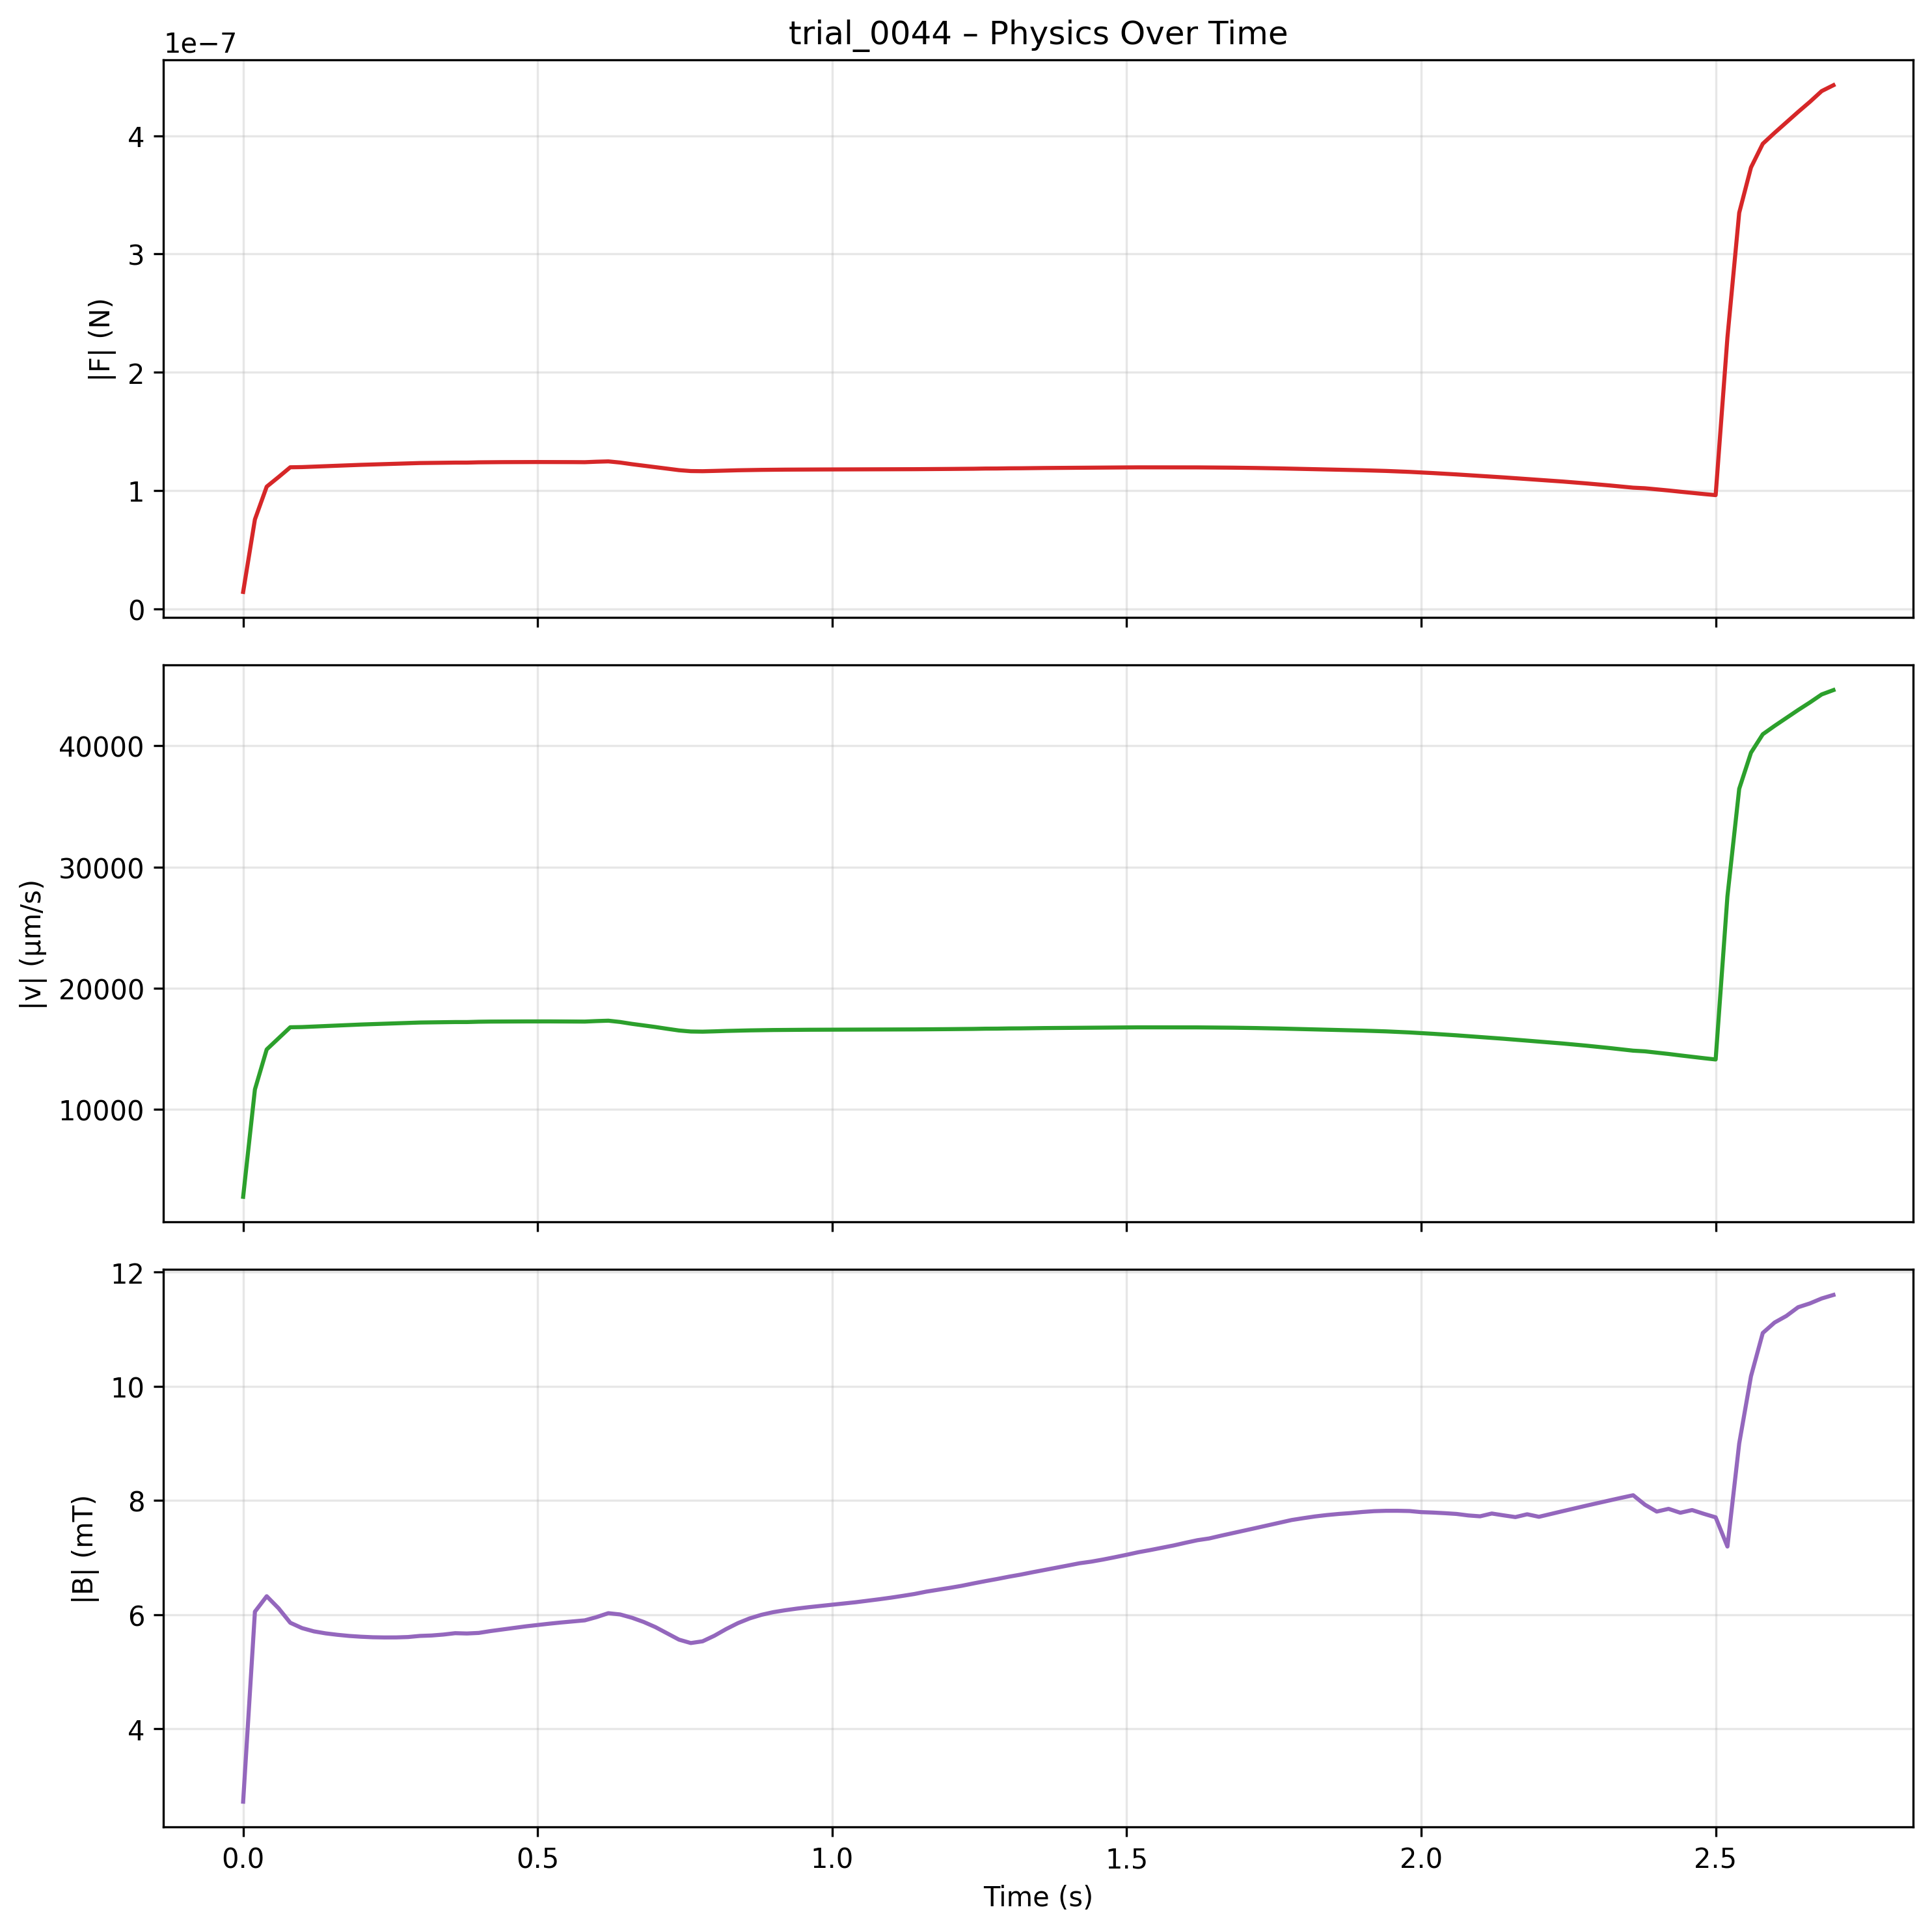 trial_0044 – Physics Over Time
1e−7
|F| (N)
4
3
2
1
0
|v| (µm/s)
40000
30000
20000
10000
|B| (mT)
12
10
8
6
4
0.0 0.5 1.0 1.5 2.0 2.5
Time (s)